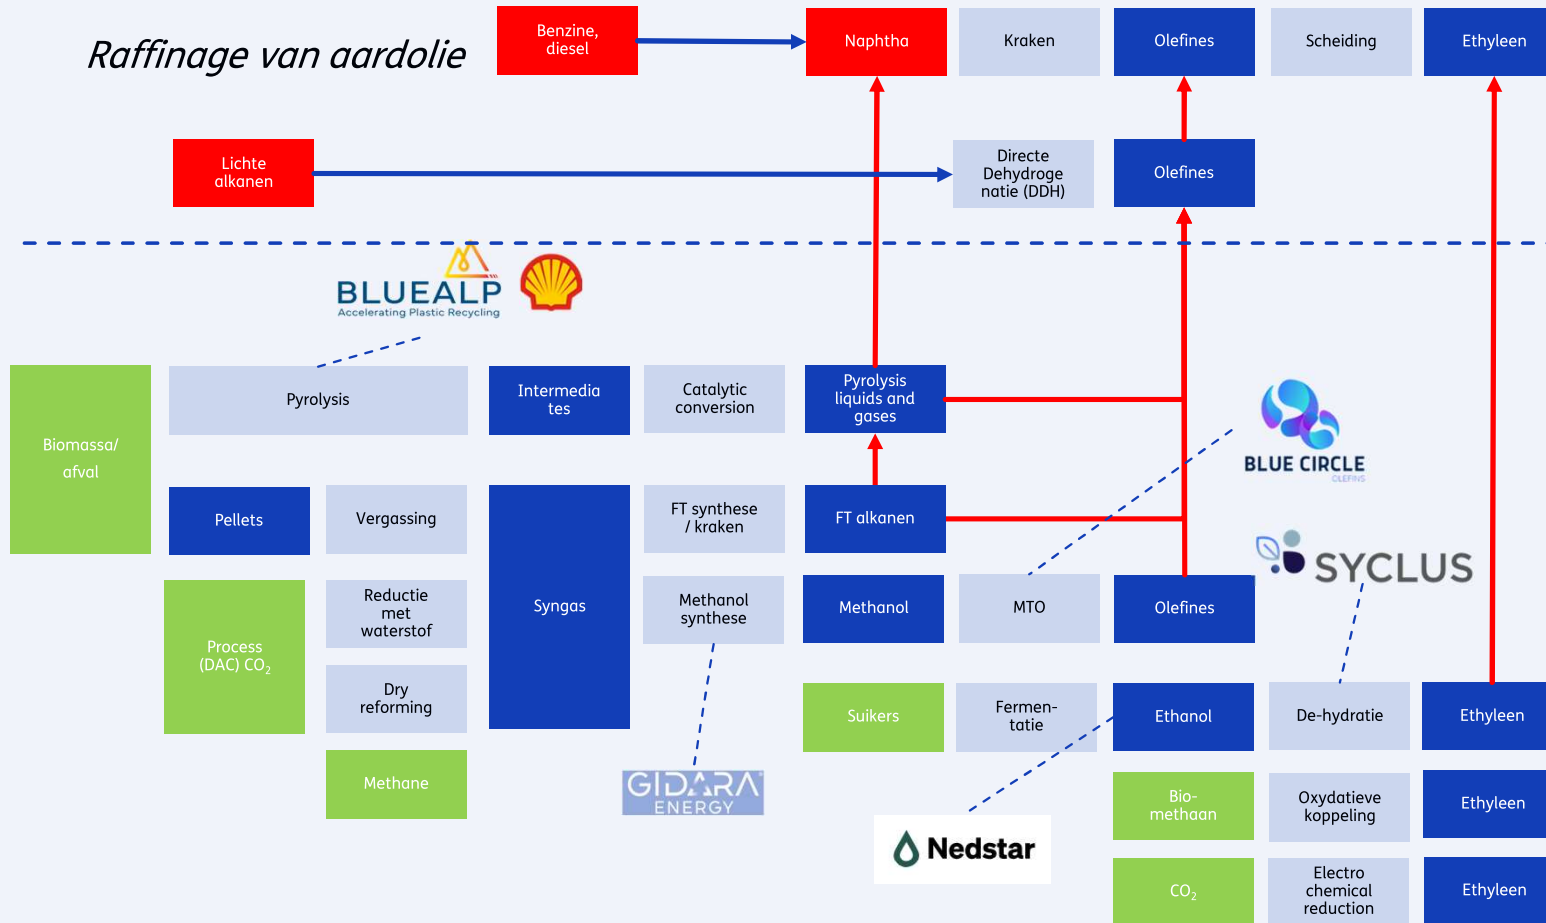 Raffinage van aardolie
Benzine,
diesel
Naphtha
Kraken
Olefines
Scheiding
Ethyleen
Lichte
alkanen
Directe
Dehydroge
natie (DDH)
Olefines
BLUEALP
Accelerating Plastic Recycling
Biomassa/
afval
Pyrolysis
Intermedia
tes
Catalytic
conversion
Pyrolysis
liquids and
gases
BLUE CIRCLE
OLEFINS
Pellets
Vergassing
Syngas
FT synthese
/ kraken
FT alkanen
SYCLUS
Process
(DAC) CO₂
Reductie
met
waterstof
Methanol
synthese
Methanol
MTO
Olefines
Dry
reforming
Suikers
Fermen-
tatie
Ethanol
De-hydratie
Ethyleen
Methane
GIDARA
ENERGY
Bio-
methaan
Oxydatieve
koppeling
Ethyleen
Nedstar
CO₂
Electro
chemical
reduction
Ethyleen